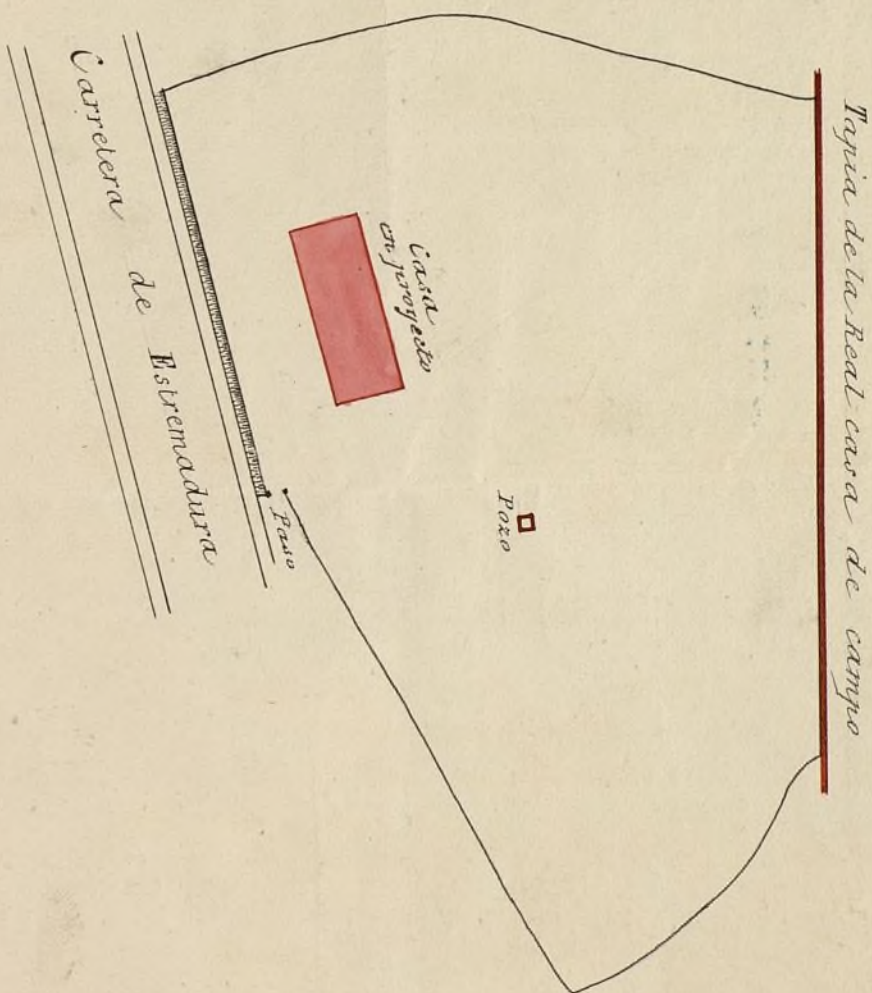 Tapia de la Real casa de campo
Casa
en proyecto
Pozo
Paso
Carretera de Estremadura